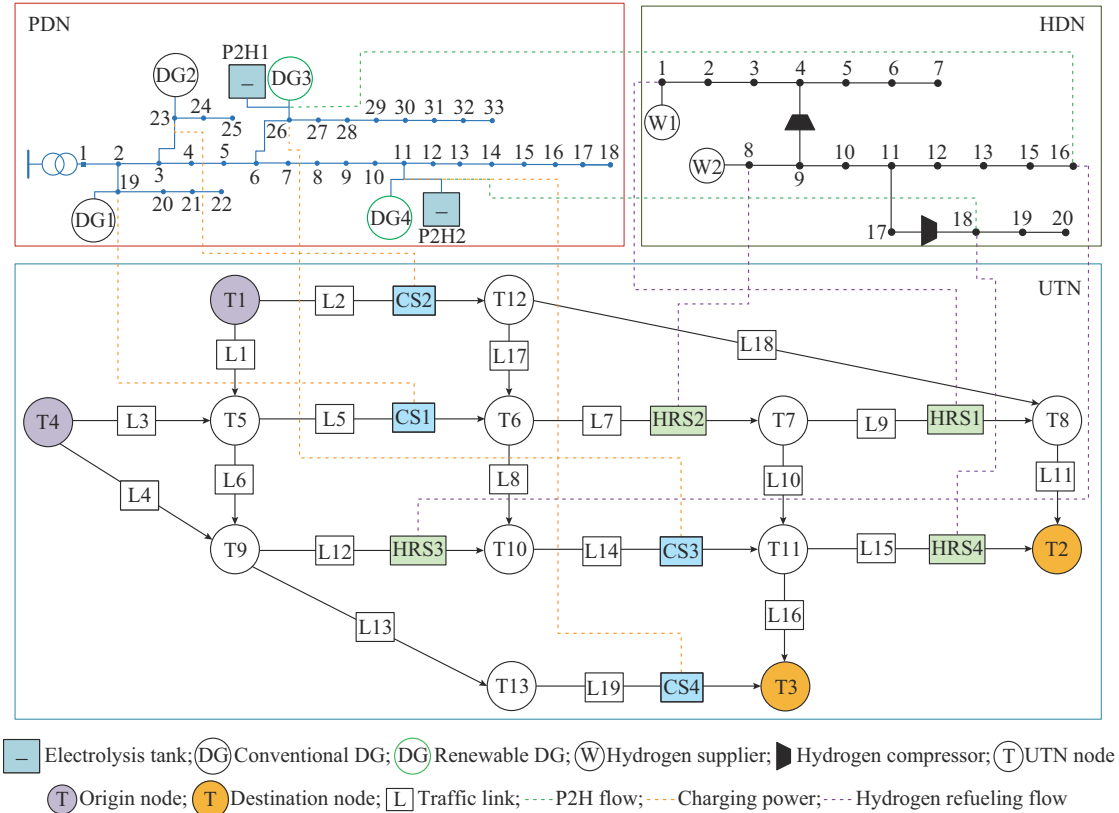 PDN
HDN
P2H1
DG2
DG3
1 2 3 4 5 6 7
24
29 30 31 32 33
23
25
26
27 28
W1
1 2
4 5
11 12 13 14 15 16 17 18
W2
8
10 11 12 13 15 16
3
6 7 8 9 10
9
19
20 21 22
DG1
DG4
P2H2
17
18 19 20
UTN
T1 L2 CS2 T12
L1
L17
L18
T4 L3 T5 L5 CS1 T6 L7 HRS2 T7 L9 HRS1 T8
L4
L6
L8
L10
L11
T9 L12 HRS3 T10 L14 CS3 T11 L15 HRS4 T2
L13
L16
T13 L19 CS4 T3
Electrolysis tank; DG Conventional DG; DG Renewable DG; W Hydrogen supplier; Hydrogen compressor; T UTN node
T Origin node; T Destination node; L Traffic link; P2H flow; Charging power; Hydrogen refueling flow